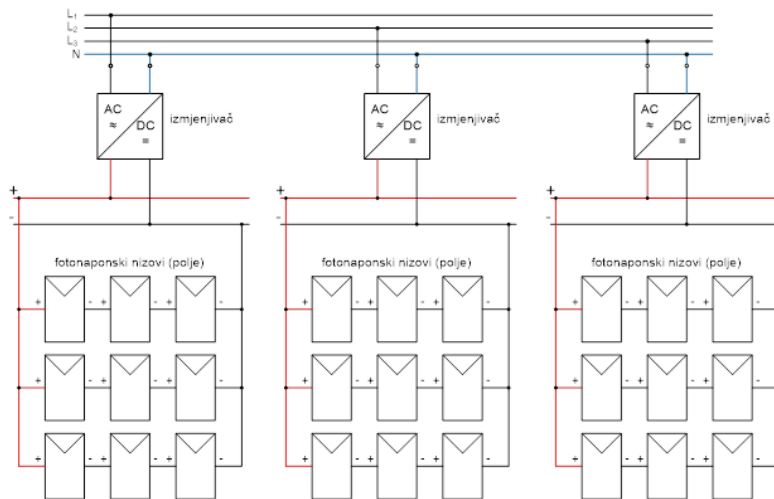 L1
L2
L3
N
AC ≈ DC = izmjenjivač
AC ≈ DC = izmjenjivač
AC ≈ DC = izmjenjivač
+ + +
- - -
fotonaponski nizovi (polje)
fotonaponski nizovi (polje)
fotonaponski nizovi (polje)
+ - + - + - + - + - + - + - + - + -
+ - + - + - + - + - + - + - + - + -
+ - + - + - + - + - + - + - + - + -